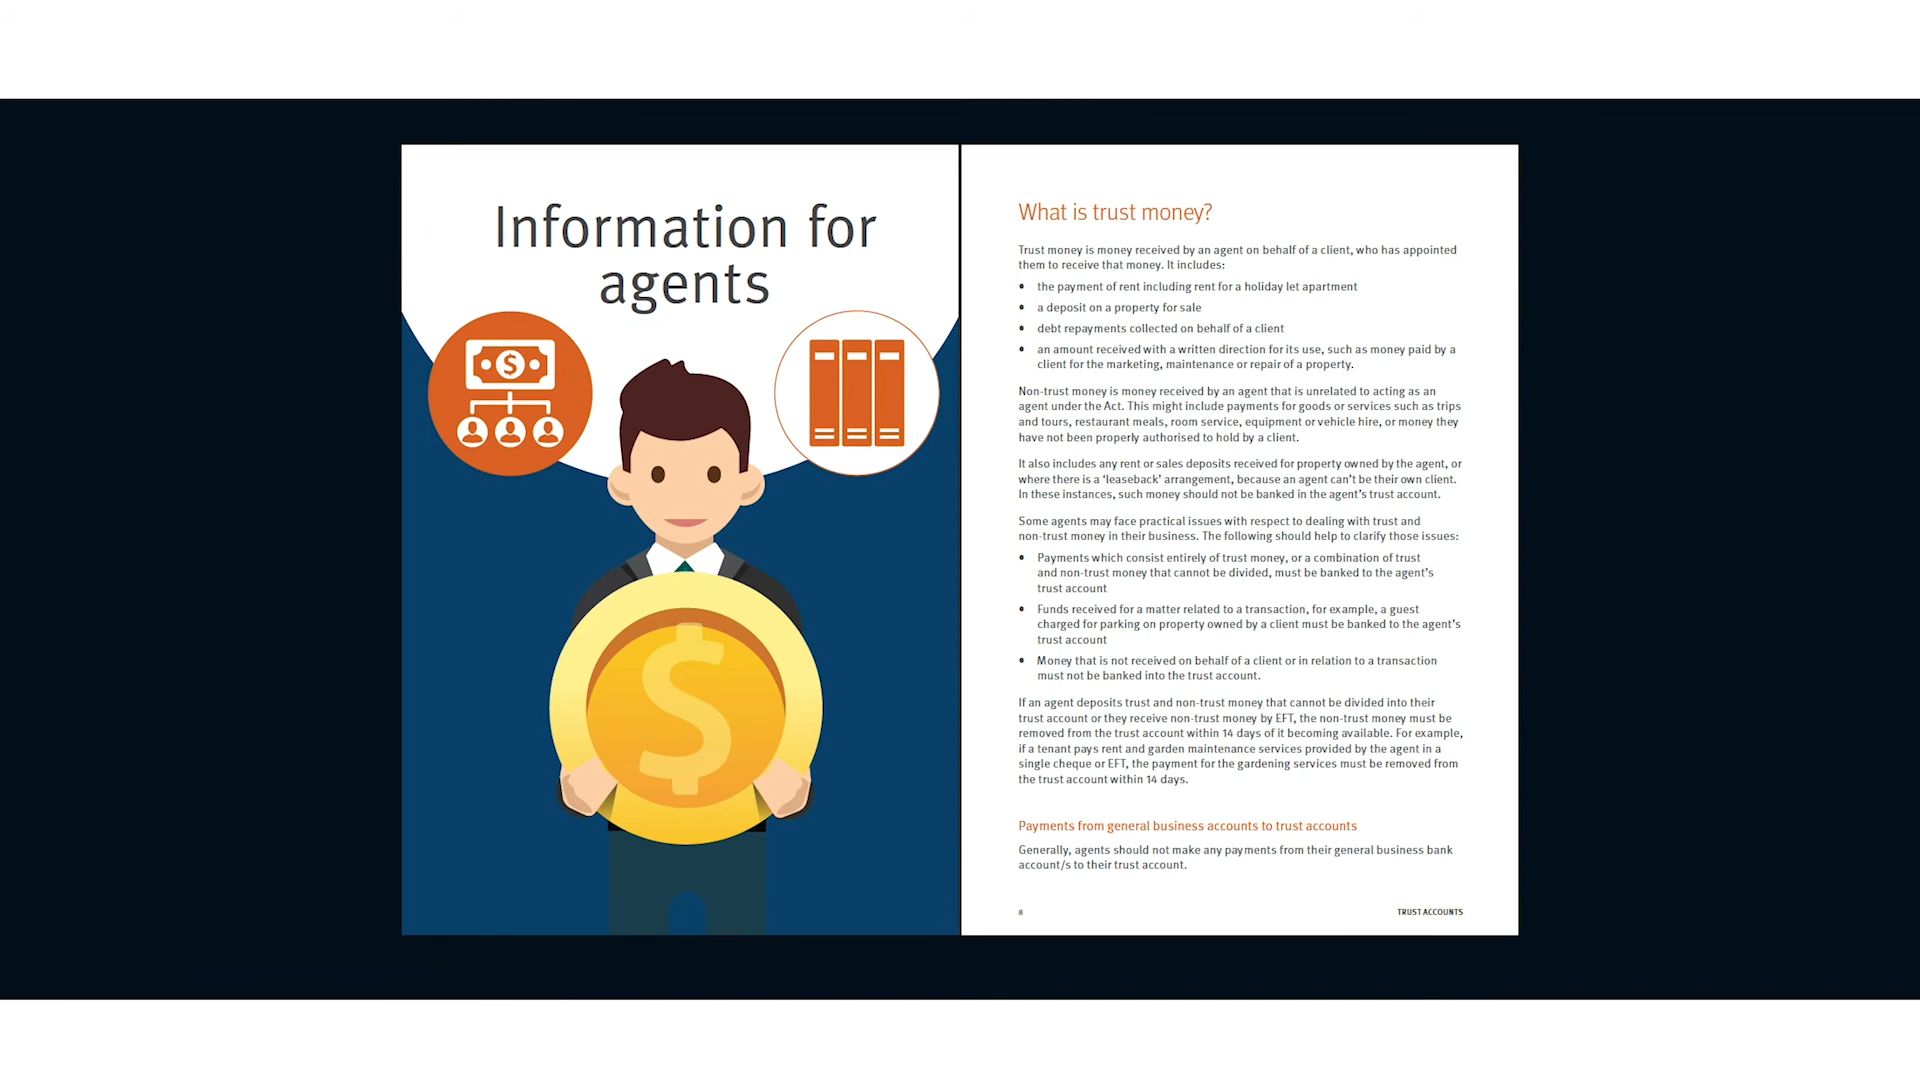 Information for
agents
$
$
What is trust money?
Trust money is money received by an agent on behalf of a client, who has appointed
them to receive that money. It includes:
• the payment of rent including rent for a holiday let apartment
• a deposit on a property for sale
• debt repayments collected on behalf of a client
• an amount received with a written direction for its use, such as money paid by a
client for the marketing, maintenance or repair of a property.
Non-trust money is money received by an agent that is unrelated to acting as an
agent under the Act. This might include payments for goods or services such as trips
and tours, restaurant meals, room service, equipment or vehicle hire, or money they
have not been properly authorised to hold by a client.
It also includes any rent or sales deposits received for property owned by the agent, or
where there is a ‘leaseback’ arrangement, because an agent can’t be their own client.
In these instances, such money should not be banked in the agent’s trust account.
Some agents may face practical issues with respect to dealing with trust and
non-trust money in their business. The following should help to clarify those issues:
• Payments which consist entirely of trust money, or a combination of trust
and non-trust money that cannot be divided, must be banked to the agent’s
trust account
• Funds received for a matter related to a transaction, for example, a guest
charged for parking on property owned by a client must be banked to the agent’s
trust account
• Money that is not received on behalf of a client or in relation to a transaction
must not be banked into the trust account.
If an agent deposits trust and non-trust money that cannot be divided into their
trust account or they receive non-trust money by EFT, the non-trust money must be
removed from the trust account within 14 days of it becoming available. For example,
if a tenant pays rent and garden maintenance services provided by the agent in a
single cheque or EFT, the payment for the gardening services must be removed from
the trust account within 14 days.
Payments from general business accounts to trust accounts
Generally, agents should not make any payments from their general business bank
account/s to their trust account.
8
TRUST ACCOUNTS